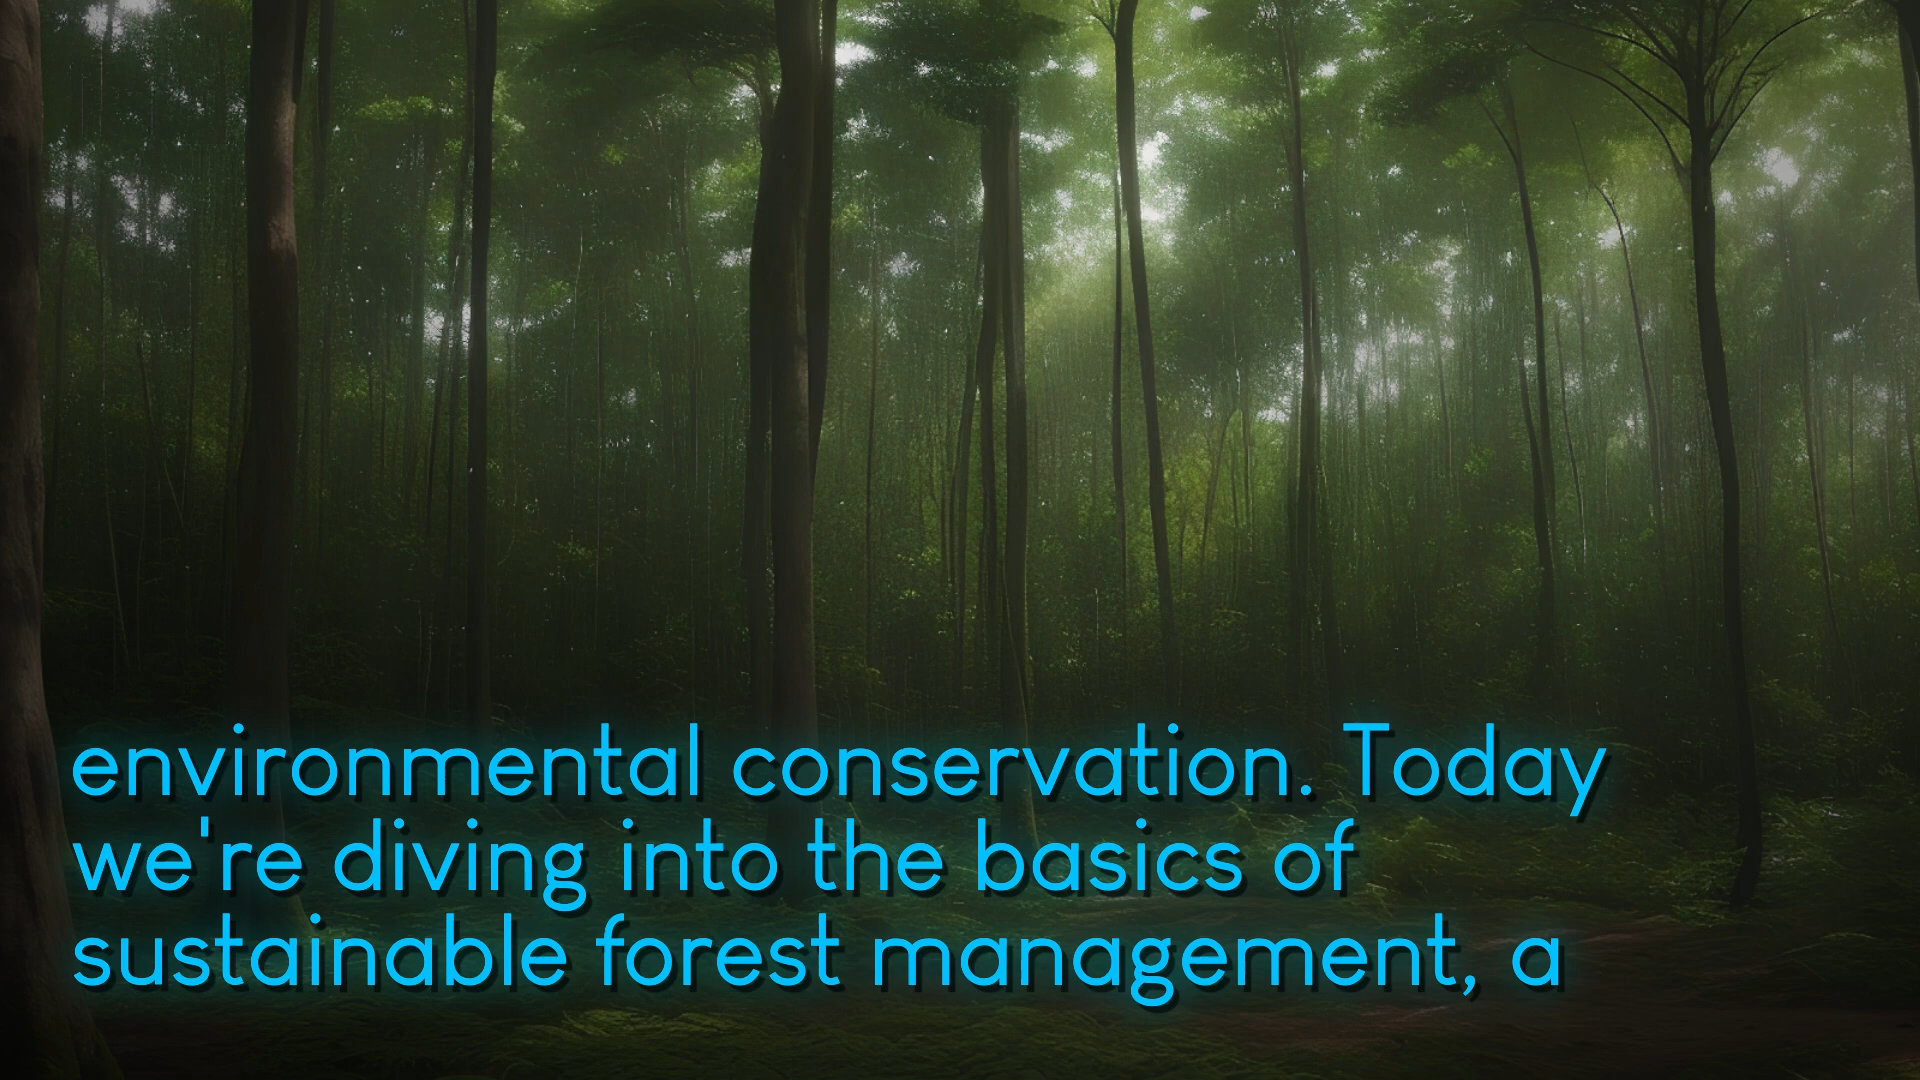 environmental conservation. Today
we're diving into the basics of
sustainable forest management, a